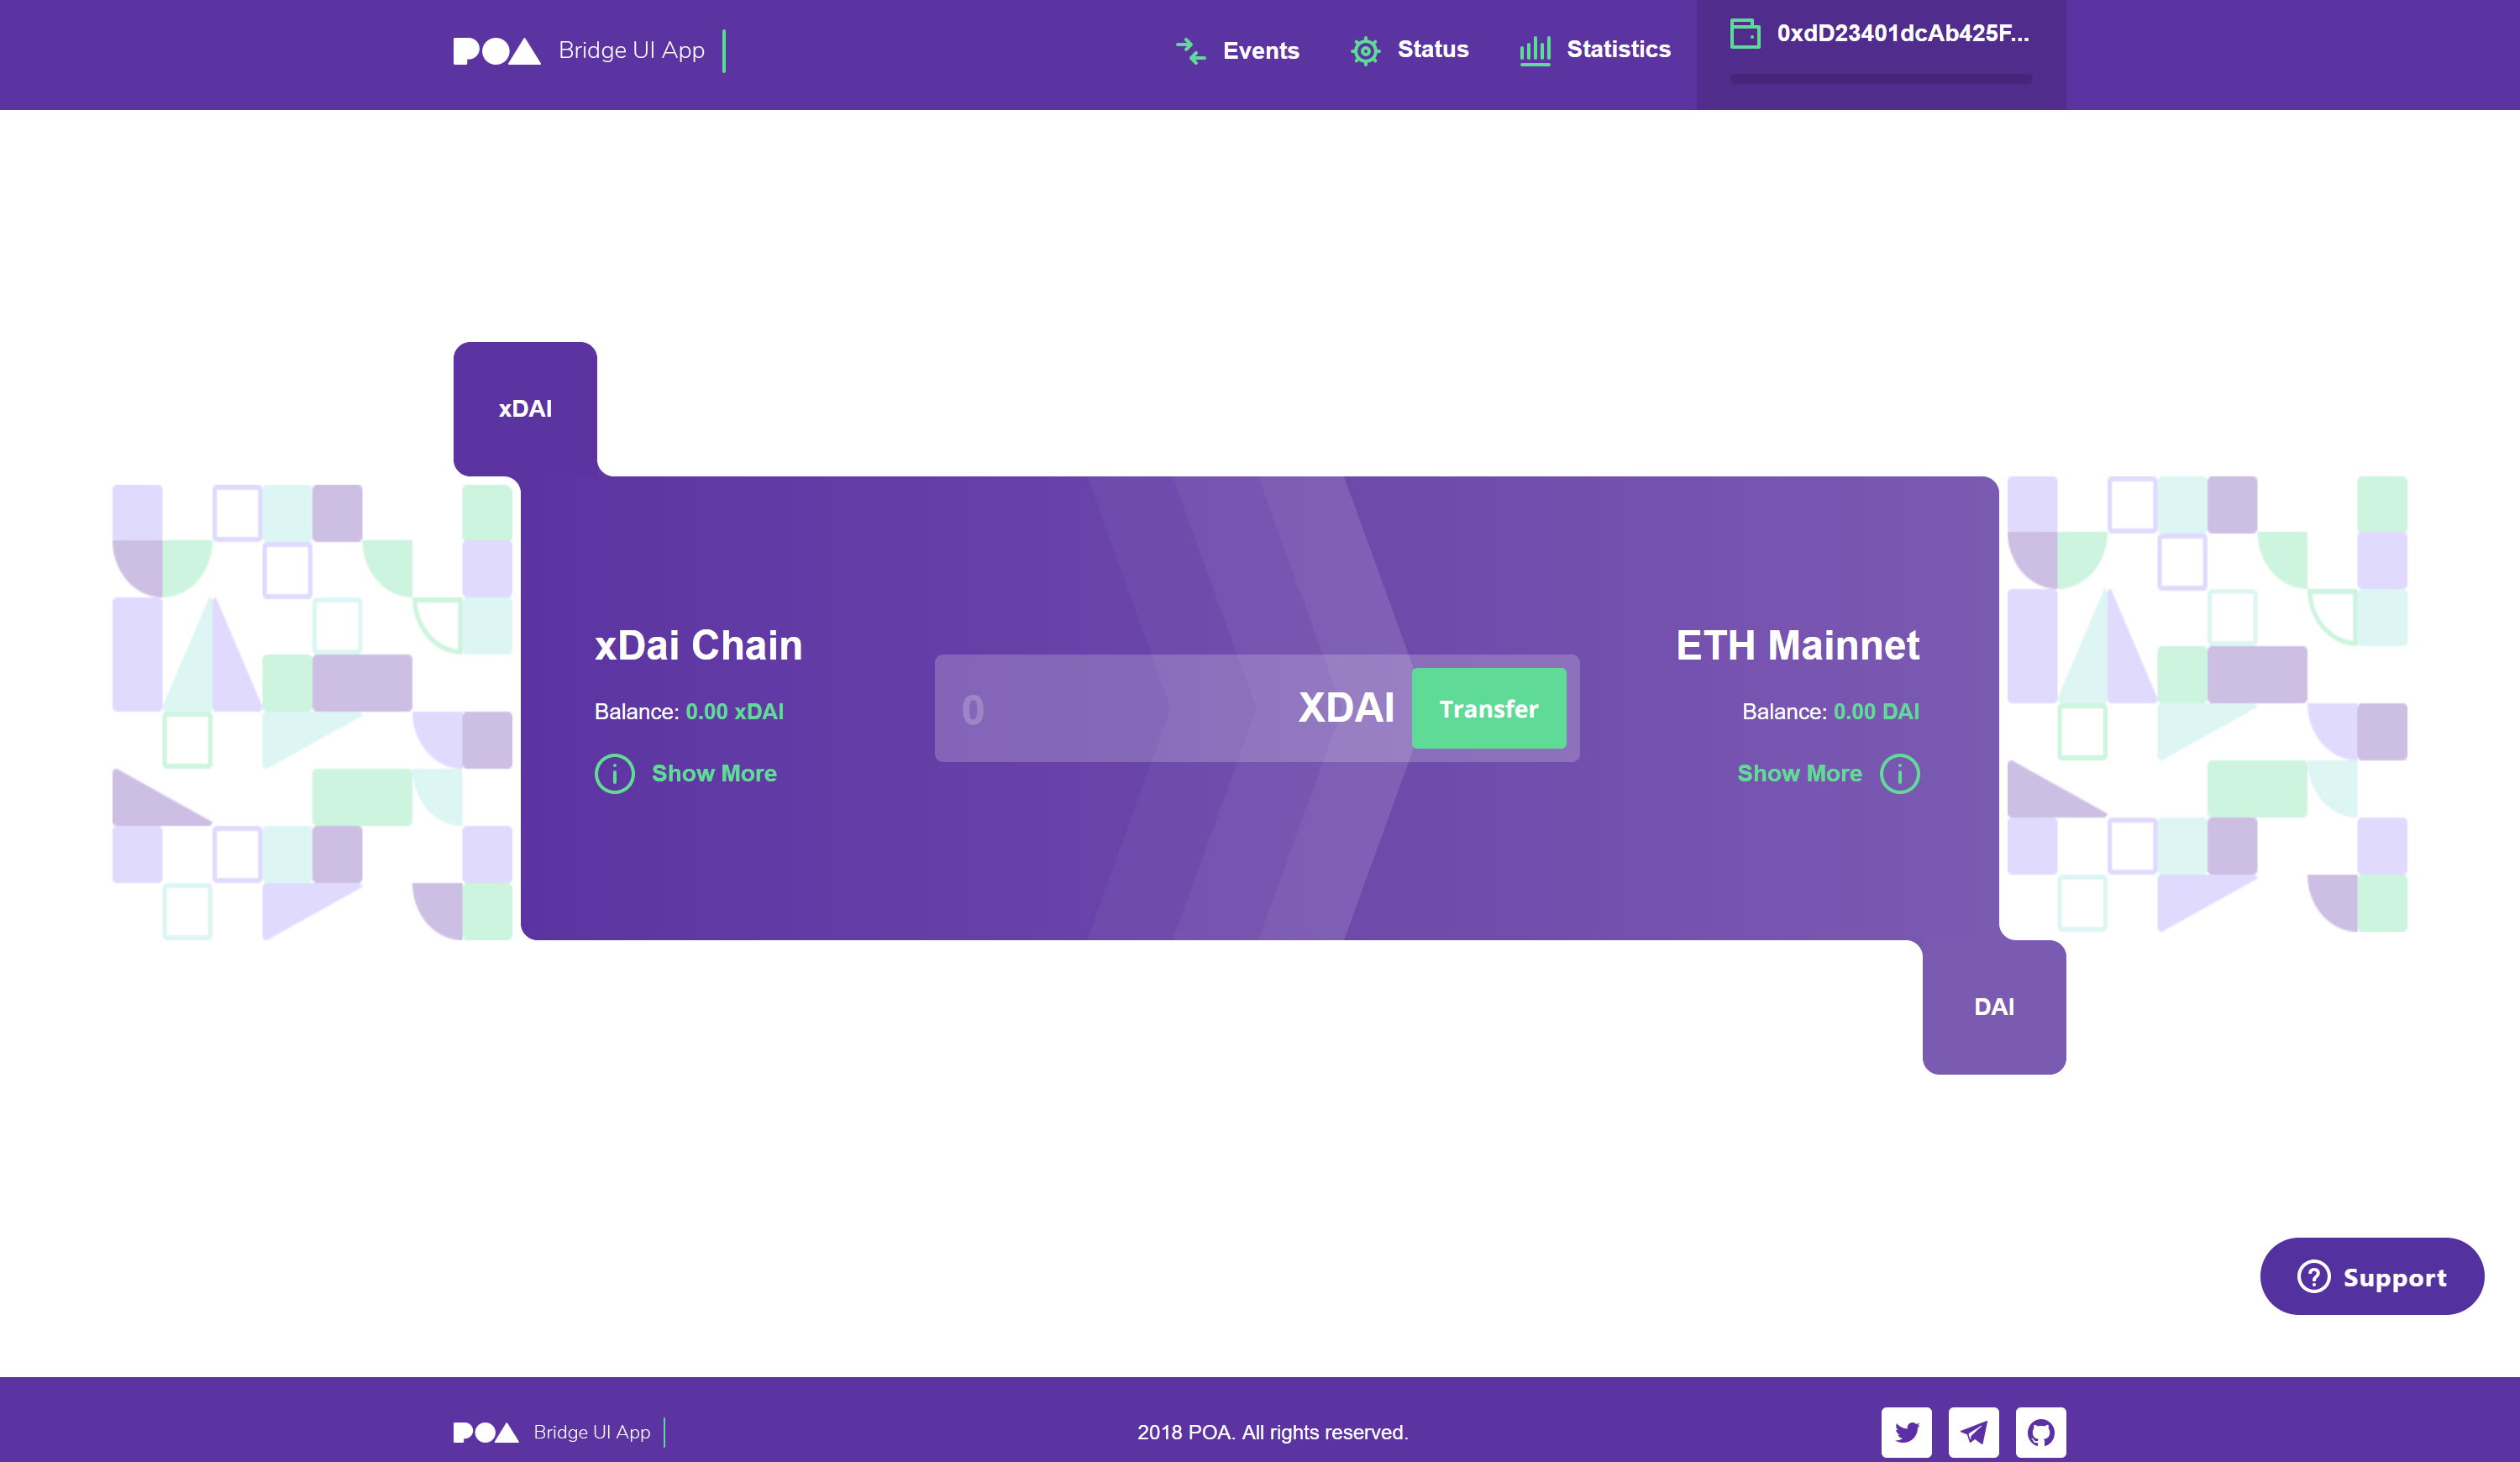 POA Bridge UI App
Events
Status
Statistics
0xdD23401dcAb425F...
xDAI
xDai Chain
Balance: 0.00 xDAI
Show More
0
XDAI
Transfer
ETH Mainnet
Balance: 0.00 DAI
Show More
DAI
Support
POA Bridge UI App
2018 POA. All rights reserved.